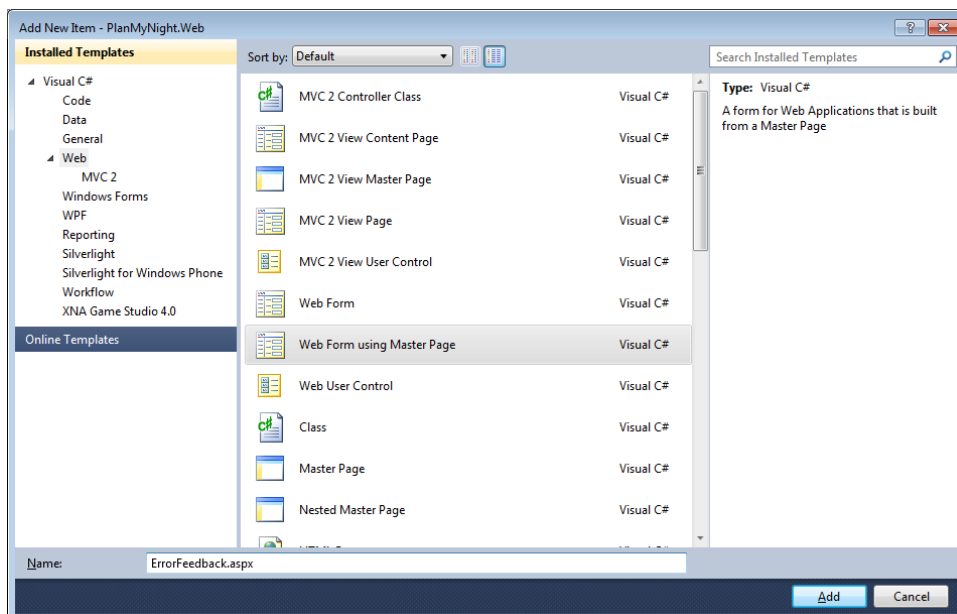 Add New Item - PlanMyNight.Web
Installed Templates
Visual C#
Code
Data
General
Web
MVC 2
Windows Forms
WPF
Reporting
Silverlight
Silverlight for Windows Phone
Workflow
XNA Game Studio 4.0
Online Templates
Sort by: Default
MVC 2 Controller Class Visual C#
MVC 2 View Content Page Visual C#
MVC 2 View Master Page Visual C#
MVC 2 View Page Visual C#
MVC 2 View User Control Visual C#
Web Form Visual C#
Web Form using Master Page Visual C#
Web User Control Visual C#
Class Visual C#
Master Page Visual C#
Nested Master Page Visual C#
Search Installed Templates
Type: Visual C#
A form for Web Applications that is built
from a Master Page
Name: ErrorFeedback.aspx
Add Cancel